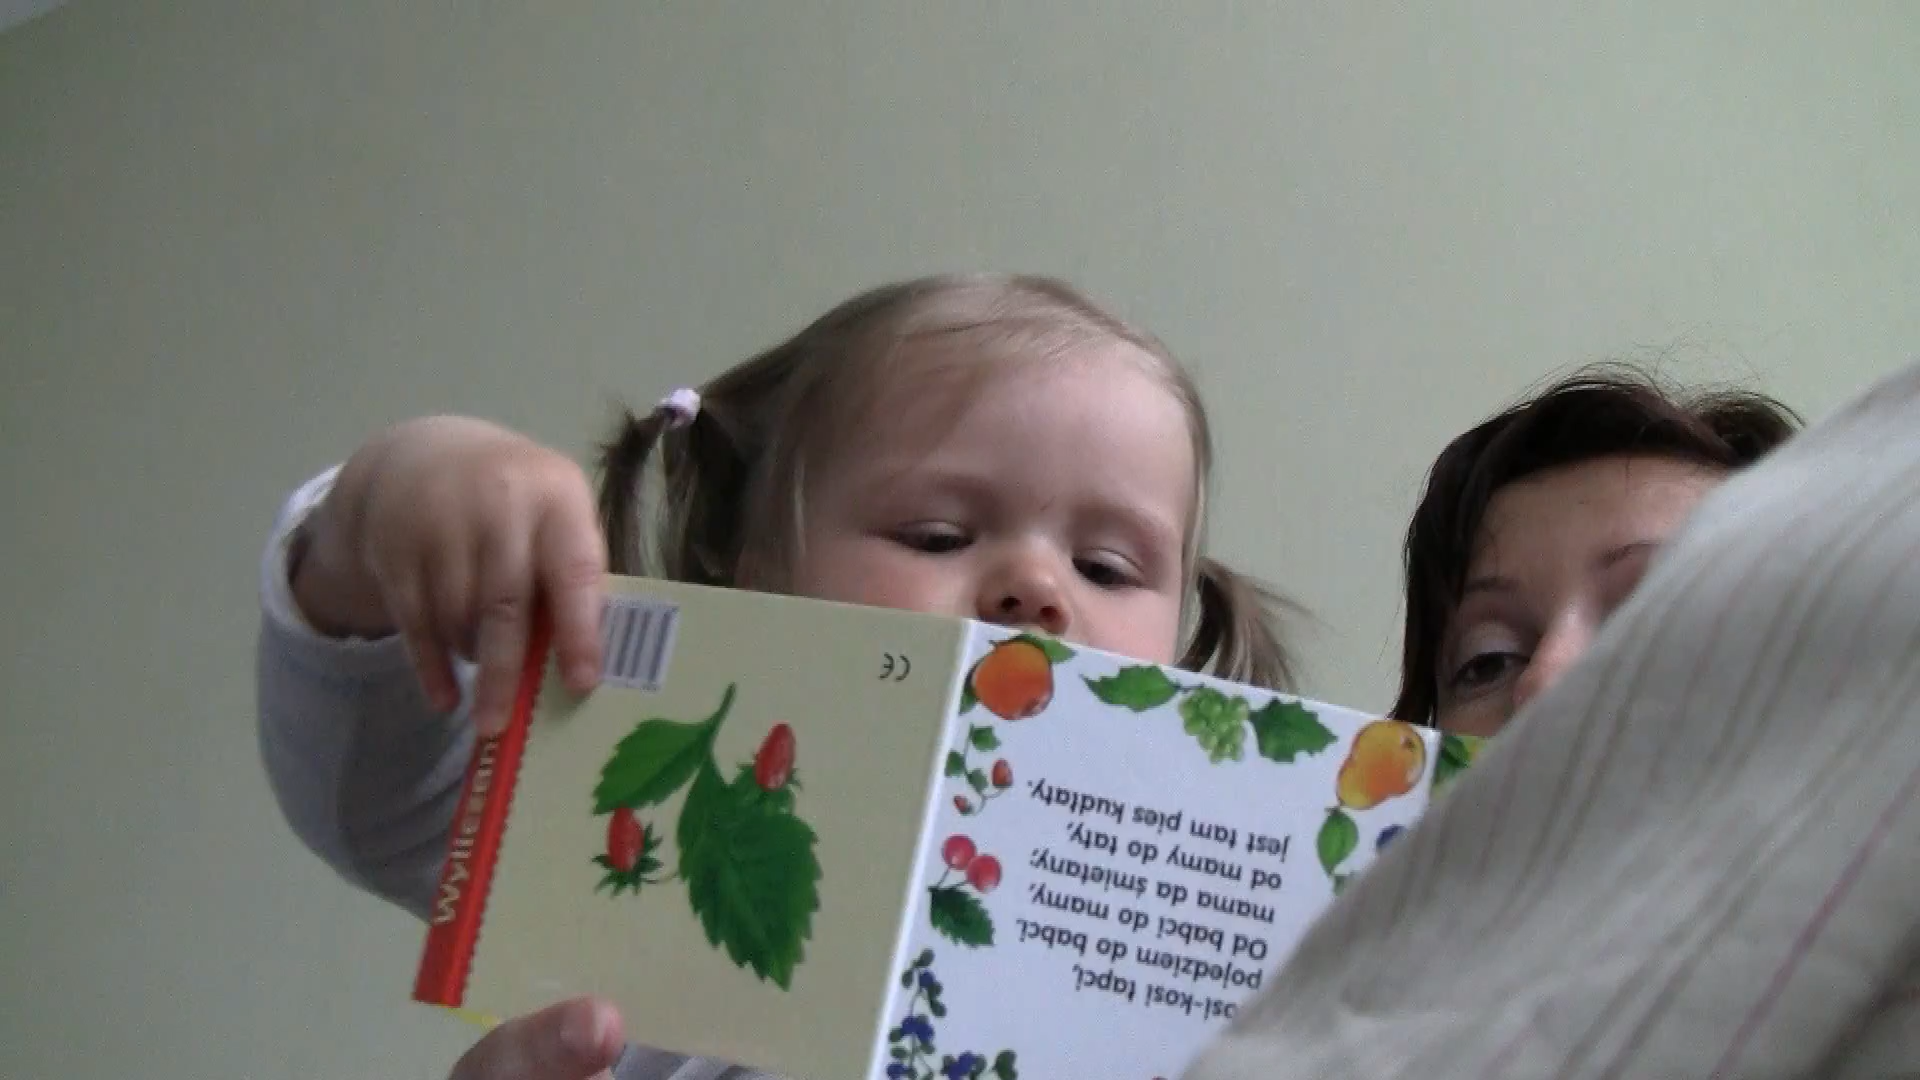 osi-kosi łapci,
pojedziem do babci.
Od babci do mamy,
mama da śmietany;
od mamy do taty,
jest tam pies kudłaty.
CE